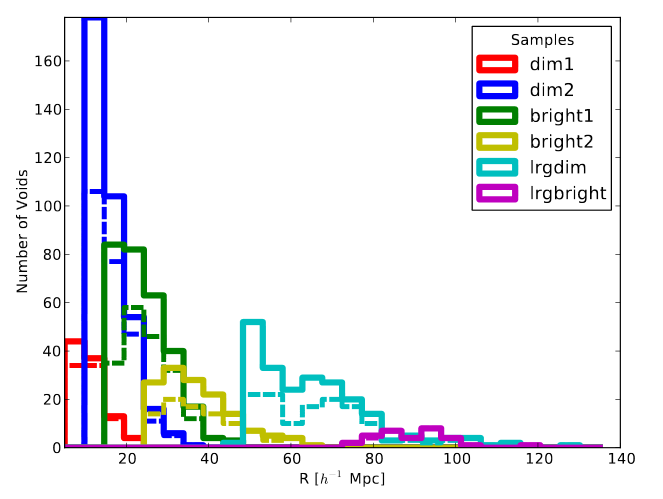 Samples
dim1
dim2
bright1
bright2
lrgdim
lrgbright
Number of Voids
160
140
120
100
80
60
40
20
0
20 40 60 80 100 120 140
R [h⁻¹ Mpc]